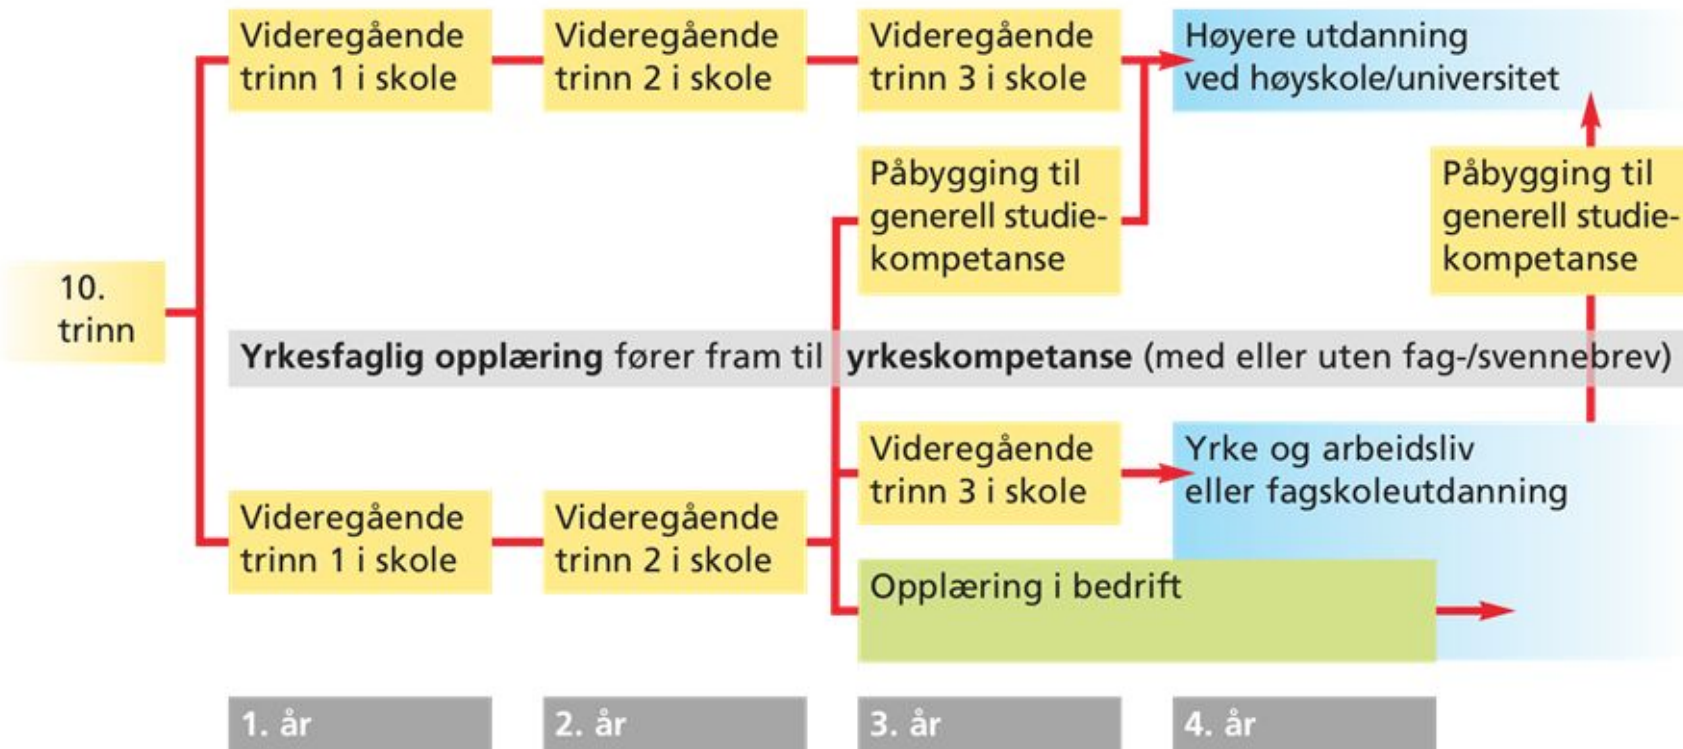 Videregående
trinn 1 i skole
Videregående
trinn 2 i skole
Videregående
trinn 3 i skole
Høyere utdanning
ved høyskole/universitet
Påbygging til
generell studie-
kompetanse
Påbygging til
generell studie-
kompetanse
10.
trinn
Yrkesfaglig opplæring fører fram til yrkeskompetanse (med eller uten fag-/svennebrev)
Videregående
trinn 3 i skole
Yrke og arbeidsliv
eller fagskoleutdanning
Videregående
trinn 1 i skole
Videregående
trinn 2 i skole
Opplæring i bedrift
1. år
2. år
3. år
4. år